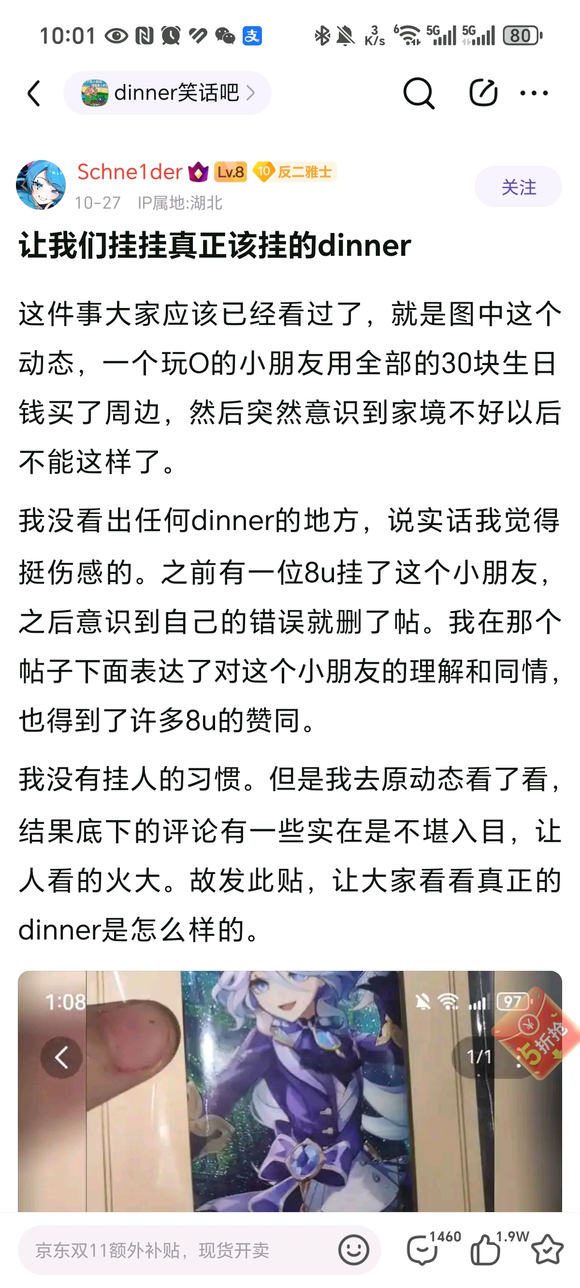 10:01
3
K/s
6
5G
5G
80
dinner笑话吧
Schne1der
Lv.8
10
反二雅士
10-27 IP属地:湖北
关注
让我们挂挂真正该挂的dinner
这件事大家应该已经看过了，就是图中这个
动态，一个玩O的小朋友用全部的30块生日
钱买了周边，然后突然意识到家境不好以后
不能这样了。
我没看出任何dinner的地方，说实话我觉得
挺伤感的。之前有一位8u挂了这个小朋友，
之后意识到自己的错误就删了帖。我在那个
帖子下面表达了对这个小朋友的理解和同情，
也得到了许多8u的赞同。
我没有挂人的习惯。但是我去原动态看了看，
结果底下的评论有一些实在是不堪入目，让
人看的火大。故发此贴，让大家看看真正的
dinner是怎么样的。
1:08
97
1/1
5折抢
京东双11额外补贴，现货开卖
1460
1.9W